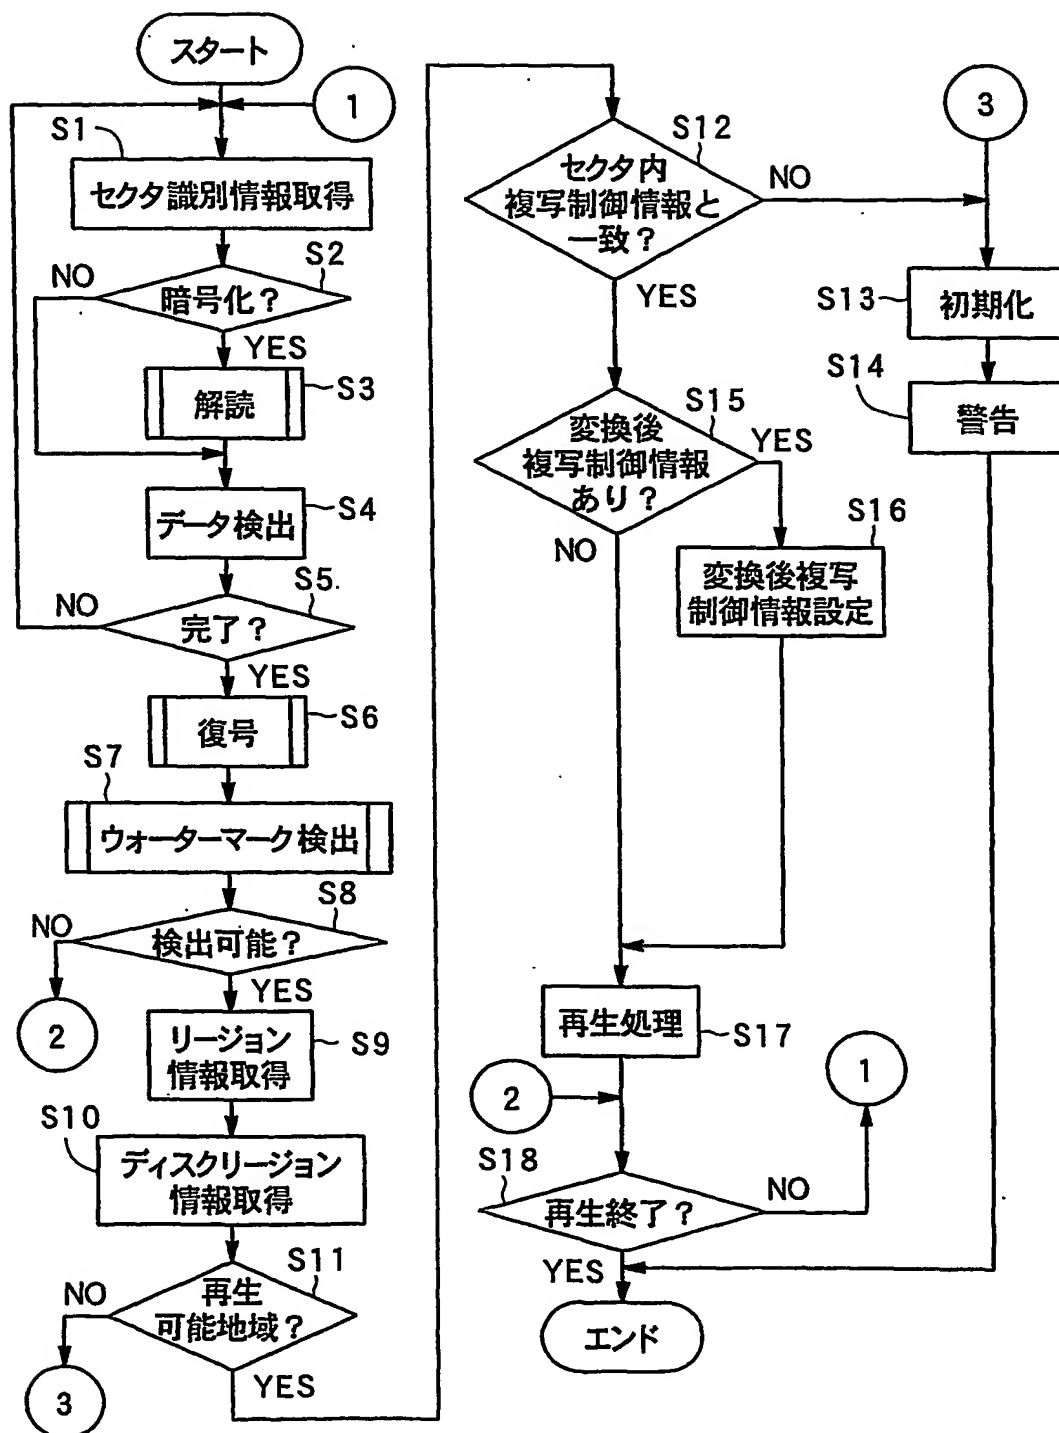 スタート
1
S1
セクタ識別情報取得
S2
NO
暗号化？
YES
解読
S3
データ検出
S4
S5.
NO
完了？
YES
復号
S6
S7
ウォーターマーク検出
S8
NO
検出可能？
YES
2
リージョン
情報取得
S9
S10
ディスクリージョン
情報取得
S11
NO
再生
可能地域？
YES
3
S12
セクタ内
複写制御情報と
一致？
NO
YES
3
S13
初期化
S14
警告
S15
変換後
複写制御情報
あり？
YES
NO
S16
変換後複写
制御情報設定
再生処理
S17
2
1
S18
再生終了？
NO
YES
エンド